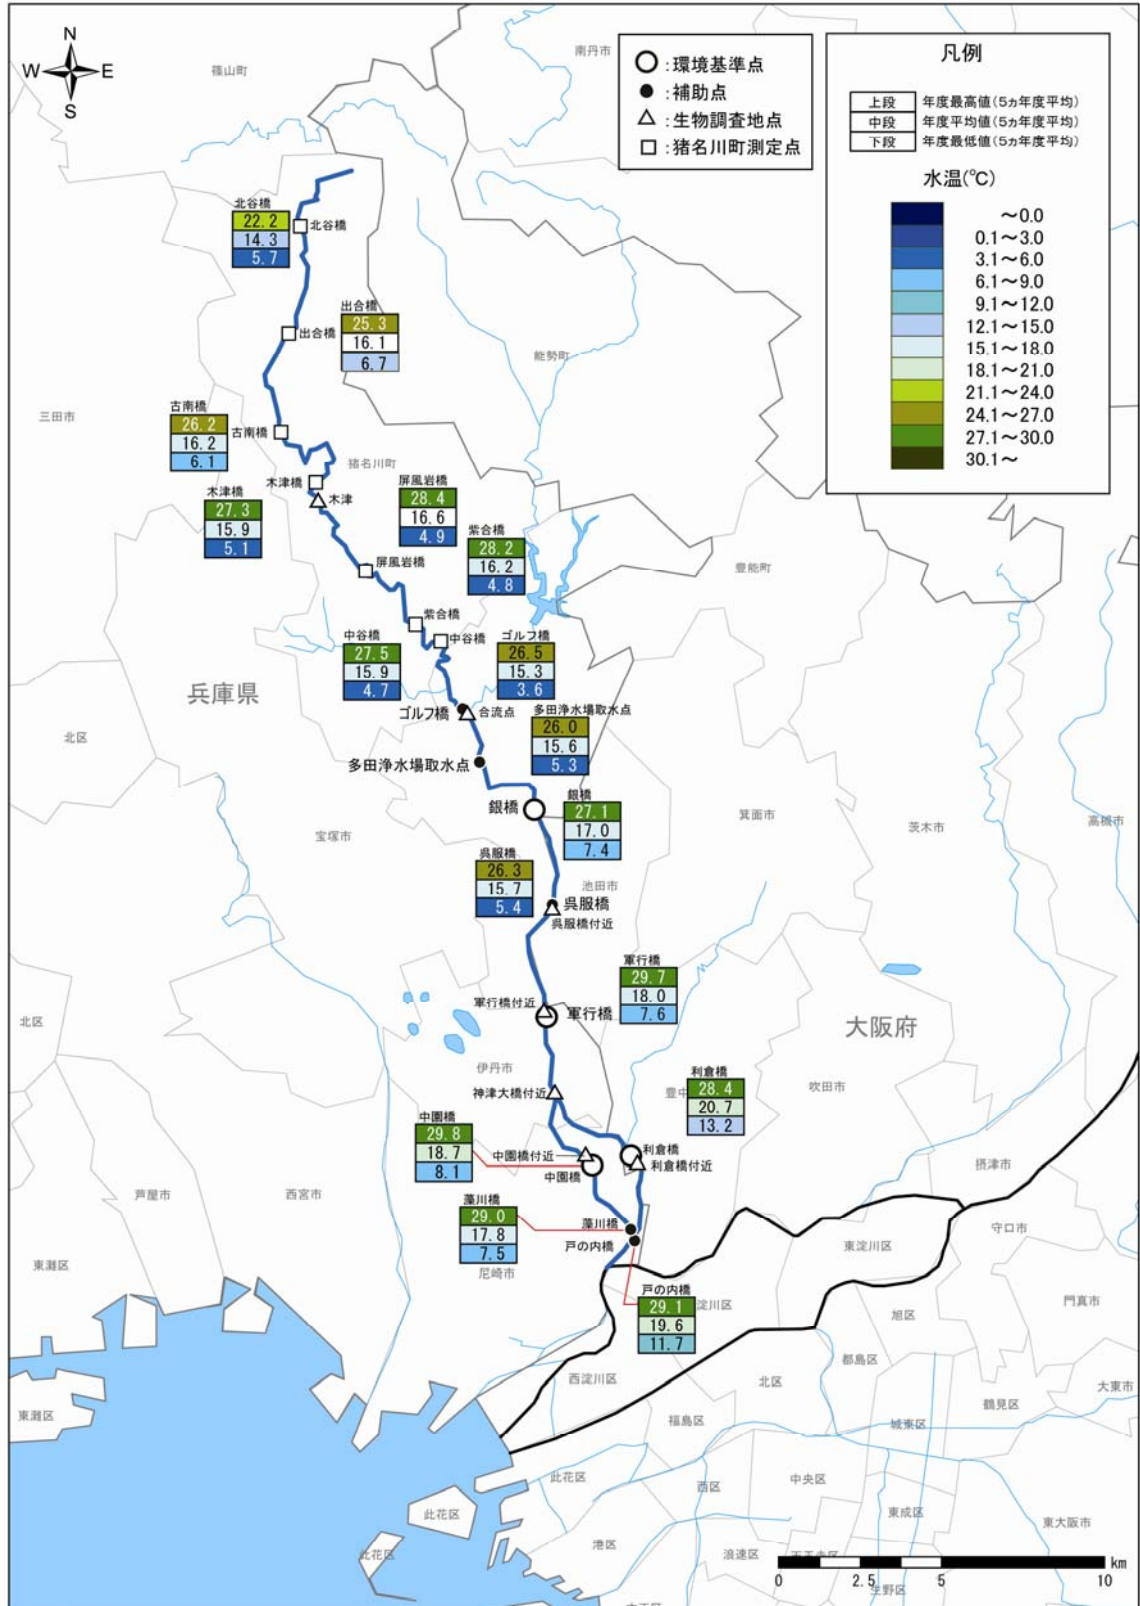 N
W E
S
篠山町
南丹市
○:環境基準点
●:補助点
△:生物調査地点
□:猪名川町測定点
凡例
上段 年度最高値(5ヵ年度平均)
中段 年度平均値(5ヵ年度平均)
下段 年度最低値(5ヵ年度平均)
水温(℃)
～0.0
0.1～3.0
3.1～6.0
6.1～9.0
9.1～12.0
12.1～15.0
15.1～18.0
18.1～21.0
21.1～24.0
24.1～27.0
27.1～30.0
30.1～
北谷橋
22.2
14.3
5.7
北谷橋
出合橋
25.3
16.1
6.7
出合橋
能勢町
三田市
古南橋
26.2
16.2
6.1
古南橋
猪名川町
木津橋
木津
木津橋
27.3
15.9
5.1
屏風岩橋
28.4
16.6
4.9
紫合橋
28.2
16.2
4.8
屏風岩橋
豊能町
紫合橋
中谷橋
中谷橋
27.5
15.9
4.7
ゴルフ橋
26.5
15.3
3.6
兵庫県
ゴルフ橋
合流点
多田浄水場取水点
26.0
15.6
5.3
北区
多田浄水場取水点
銀橋
銀橋
27.1
17.0
7.4
箕面市
茨木市
高槻市
宝塚市
呉服橋
26.3
15.7
5.4
池田市
呉服橋
呉服橋付近
軍行橋
29.7
18.0
7.6
軍行橋付近
軍行橋
北区
大阪府
伊丹市
神津大橋付近
豊中
吹田市
利倉橋
28.4
20.7
13.2
中園橋
29.8
18.7
8.1
中園橋付近
中園橋
利倉橋
利倉橋付近
摂津市
芦屋市
西宮市
藻川橋
29.0
17.8
7.5
藻川橋
戸の内橋
守口市
東淀川区
東灘区
尼崎市
戸の内橋
29.1
19.6
11.7
淀川区
旭区
門真市
都島区
西淀川区
北区
大東市
鶴見区
東灘区
福島区
城東区
此花区
西区
中央区
此花区
東成区
東大阪市
港区
浪速区
此花区
生野区
km
0 2.5 5 10